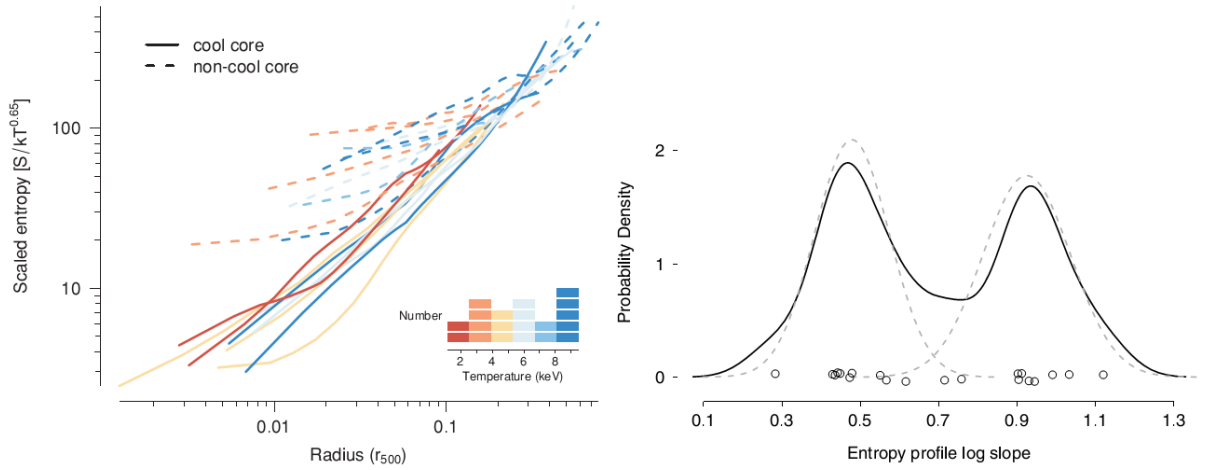 cool core
non-cool core
Scaled entropy [S / kT^0.65]
100
10
Number
2 4 6 8
Temperature (keV)
0.01 0.1
Radius (r_500)
Probability Density
2
1
0
0.1 0.3 0.5 0.7 0.9 1.1 1.3
Entropy profile log slope